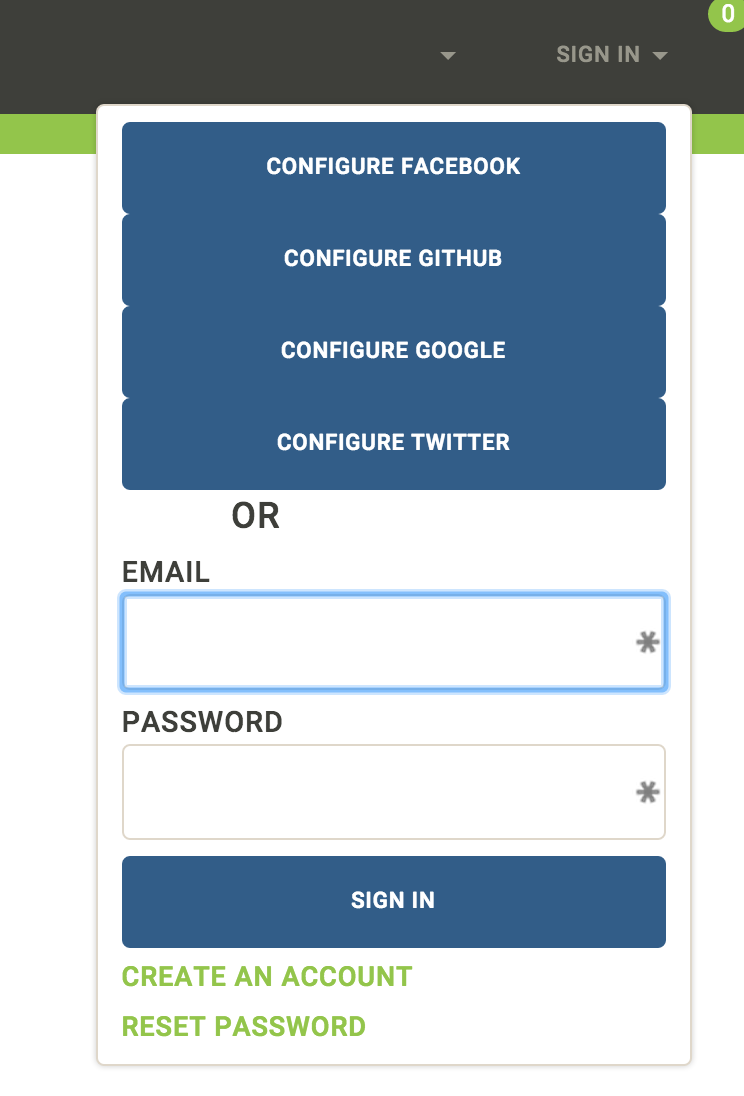 0
SIGN IN
CONFIGURE FACEBOOK
CONFIGURE GITHUB
CONFIGURE GOOGLE
CONFIGURE TWITTER
OR
EMAIL
PASSWORD
SIGN IN
CREATE AN ACCOUNT
RESET PASSWORD